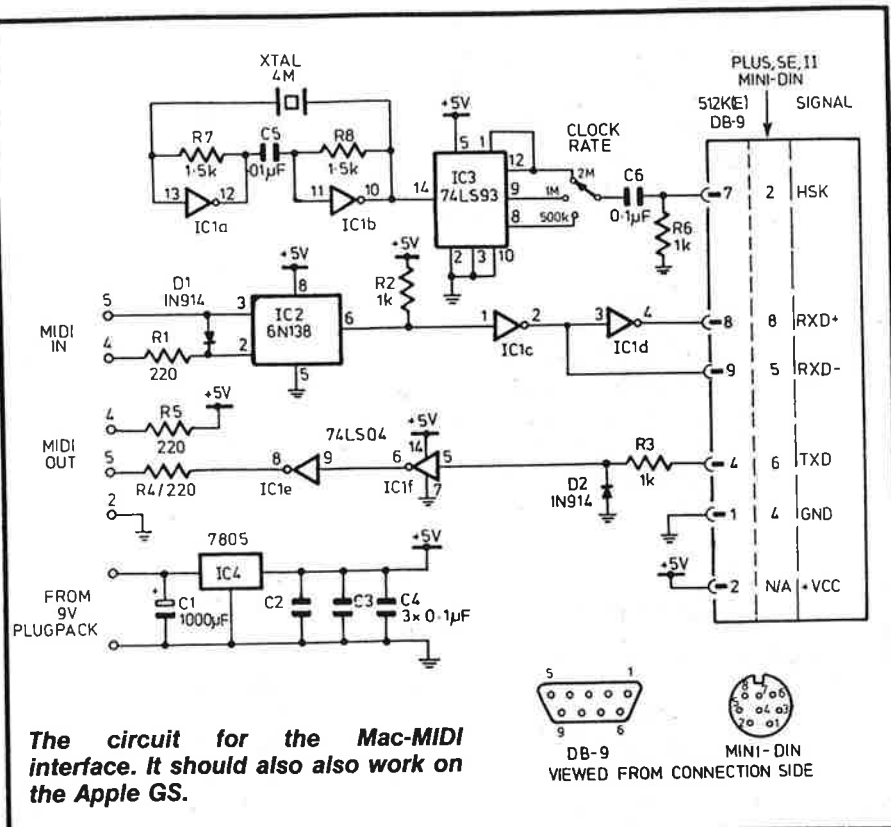 XTAL
4M
R7
1·5k
C5
·01µF
R8
1·5k
13 12
IC1a
11 10
IC1b
14
+5V
5 1
IC3
74LS93
12
9
8
2 3 10
CLOCK
RATE
2M
1M
500k
C6
0·1µF
R6
1k
PLUS, SE, II
MINI-DIN
512K(E)
DB-9
SIGNAL
7 2 HSK
8 8 RXD+
9 5 RXD-
4 6 TXD
1 4 GND
2 N/A +VCC
MIDI
IN
5
4
D1
IN914
R1
220
+5V
8
3
2
IC2
6N138
6
5
+5V
R2
1k
1 2
IC1c
3 4
IC1d
MIDI
OUT
4
5
2
R5
220
+5V
R4/220
74LS04
8 9
IC1e
+5V
14
6 5
7
IC1f
D2
IN914
R3
1k
+5V
FROM
9V
PLUGPACK
7805
IC4
+
C1
1000µF
C2
C3
C4
3x 0·1µF
+5V
5 1
9 6
DB-9
8 7 6
5 4 3
2 1
MINI-DIN
VIEWED FROM CONNECTION SIDE
The circuit for the Mac-MIDI
interface. It should also also work on
the Apple GS.